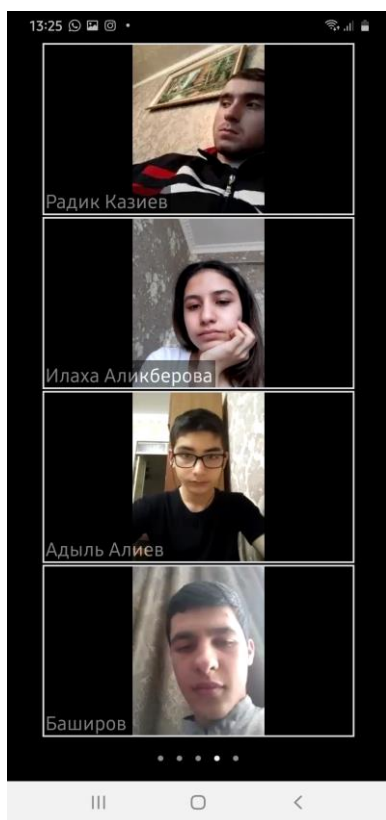 13:25
Радик Казиев
Илаха Аликберова
Адыль Алиев
Баширов